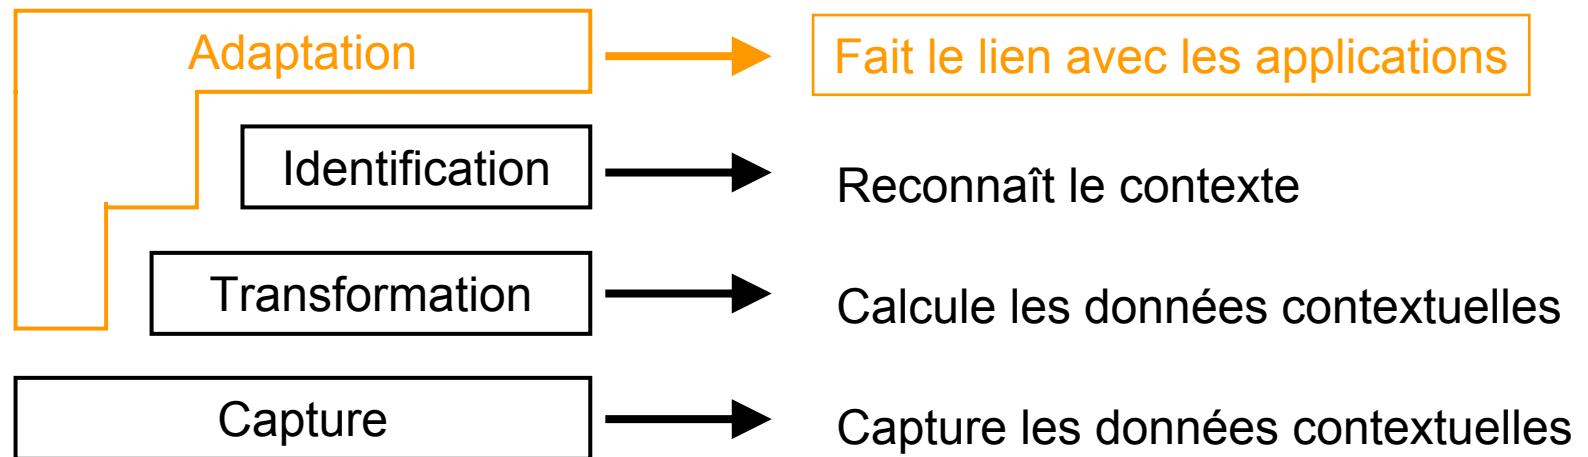 Adaptation
Fait le lien avec les applications
Identification
Reconnaît le contexte
Transformation
Calcule les données contextuelles
Capture
Capture les données contextuelles